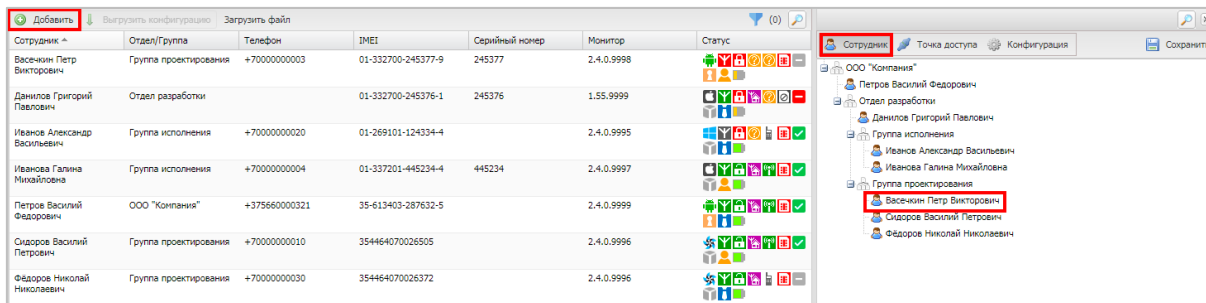 Добавить Выгрузить конфигурацию Загрузить файл (0)
Сотрудник Отдел/Группа Телефон IMEI Серийный номер Монитор Статус
Васечкин Петр Викторович Группа проектирования +70000000003 01-332700-245377-9 245377 2.4.0.9998
Данилов Григорий Павлович Отдел разработки 01-332700-245376-1 245376 1.55.9999
Иванов Александр Васильевич Группа исполнения +70000000020 01-269101-124334-4 2.4.0.9995
Иванова Галина Михайловна Группа исполнения +70000000004 01-337201-445234-4 445234 2.4.0.9997
Петров Василий Федорович ООО "Компания" +375660000321 35-613403-287632-5 2.4.0.9999
Сидоров Василий Петрович Группа проектирования +70000000010 354464070026505 2.4.0.9996
Фёдоров Николай Николаевич Группа проектирования +70000000030 354464070026372 2.4.0.9996
Сотрудник Точка доступа Конфигурация Сохранить
ООО "Компания"
Петров Василий Федорович
Отдел разработки
Данилов Григорий Павлович
Группа исполнения
Иванов Александр Васильевич
Иванова Галина Михайловна
Группа проектирования
Васечкин Петр Викторович
Сидоров Василий Петрович
Фёдоров Николай Николаевич